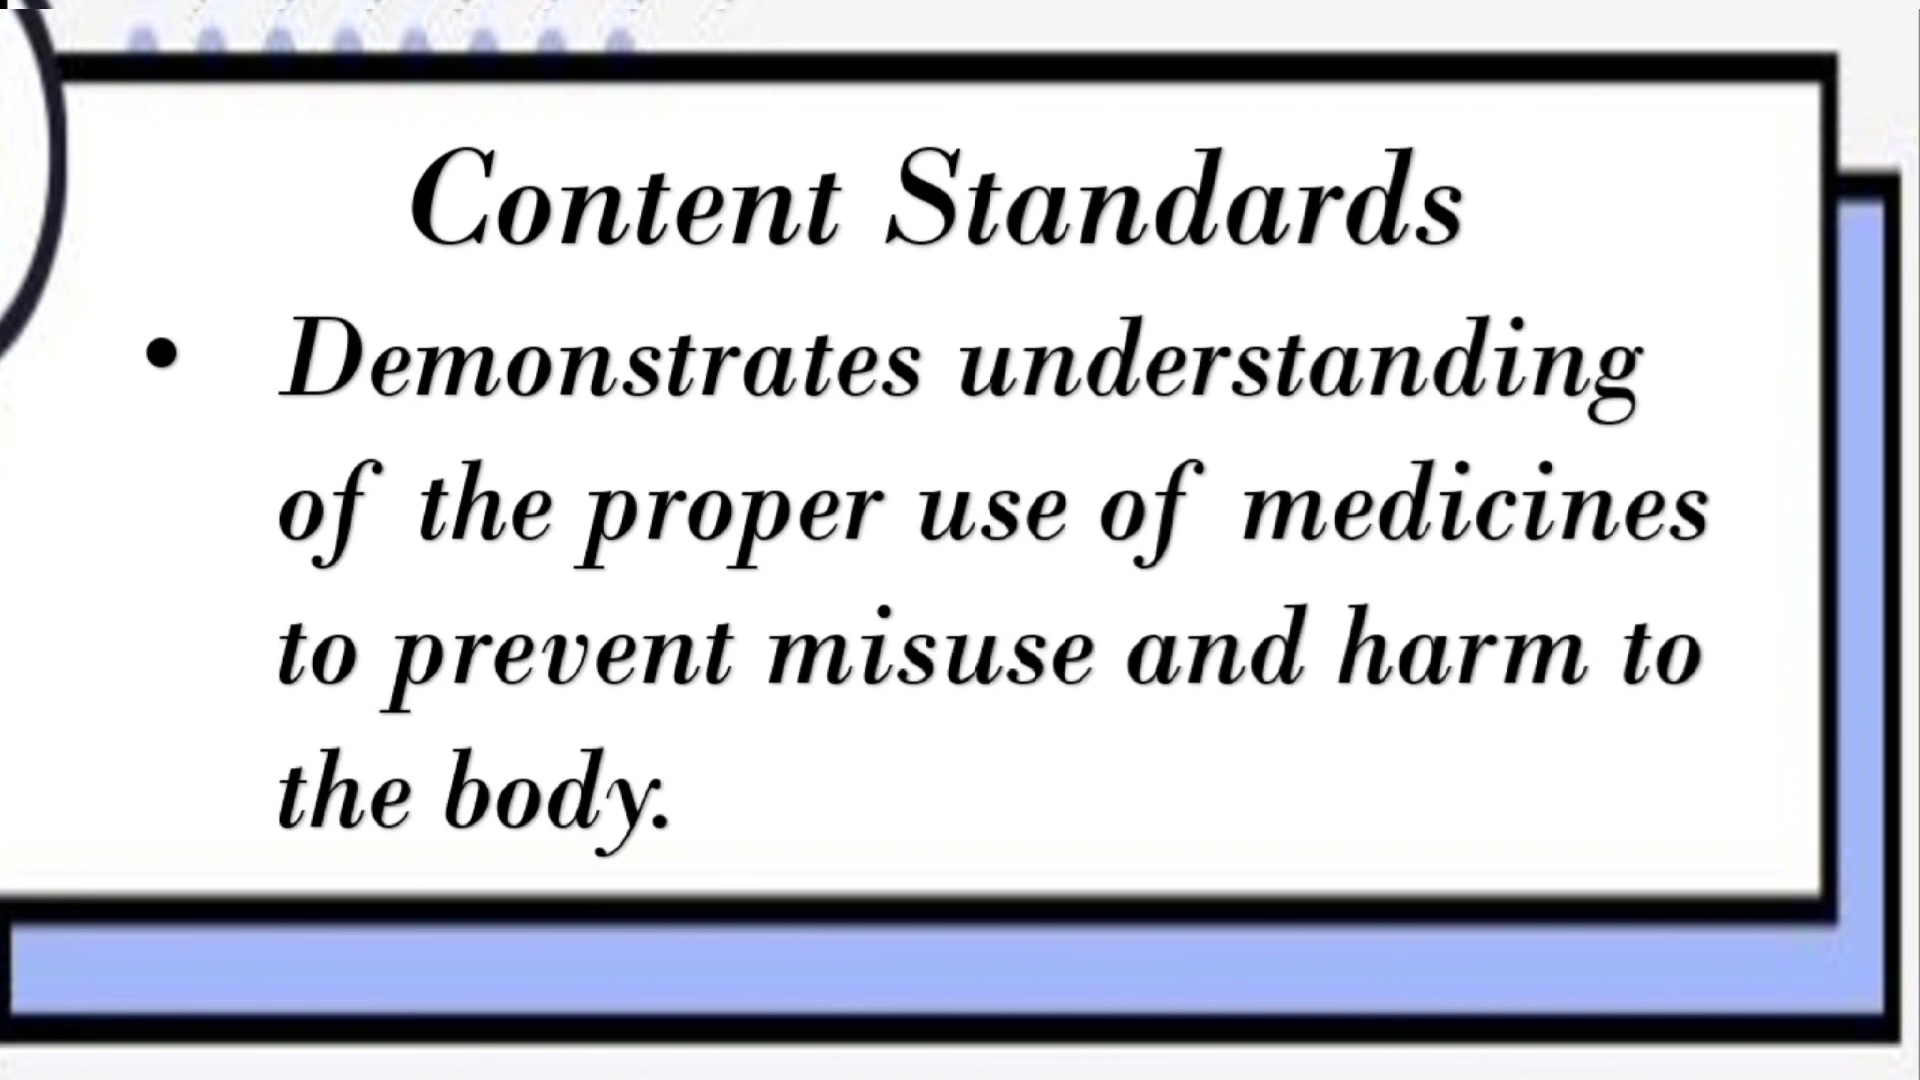 Content Standards
• Demonstrates understanding
of the proper use of medicines
to prevent misuse and harm to
the body.